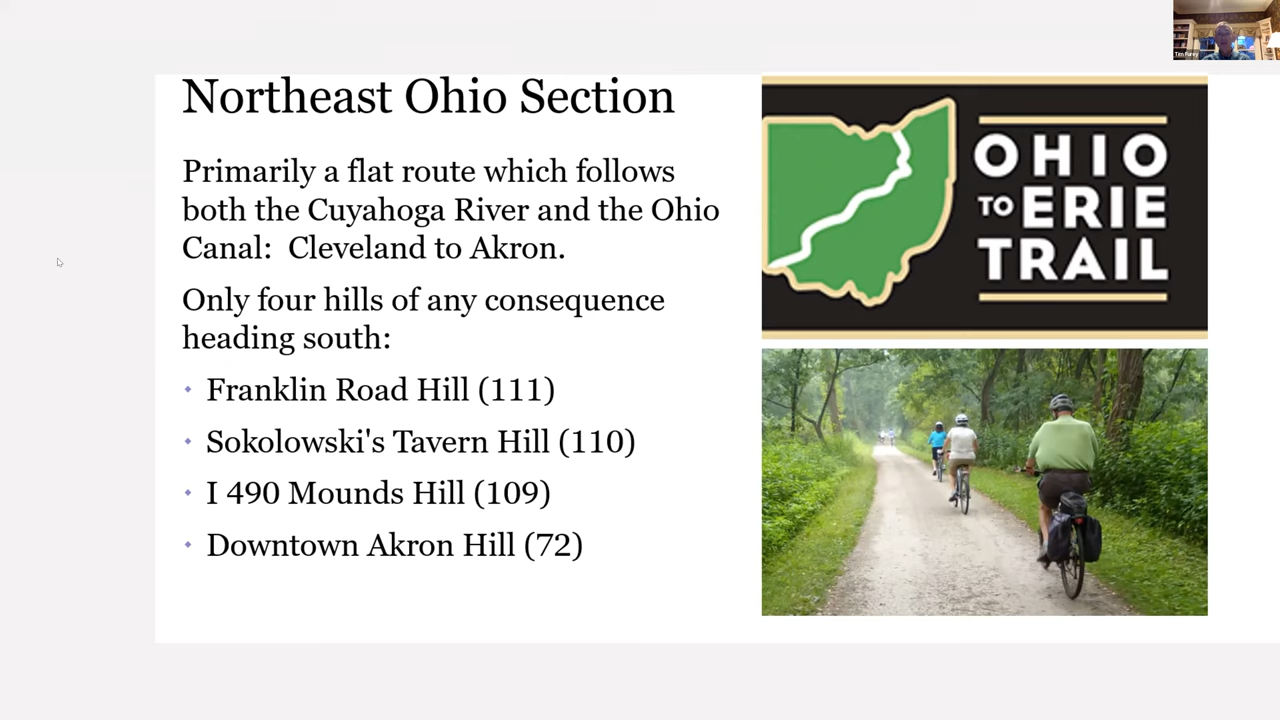 Northeast Ohio Section
Primarily a flat route which follows
both the Cuyahoga River and the Ohio
Canal:  Cleveland to Akron.
Only four hills of any consequence
heading south:
Franklin Road Hill (111)
Sokolowski's Tavern Hill (110)
I 490 Mounds Hill (109)
Downtown Akron Hill (72)
OHIO
TO ERIE
TRAIL
Tim Furey